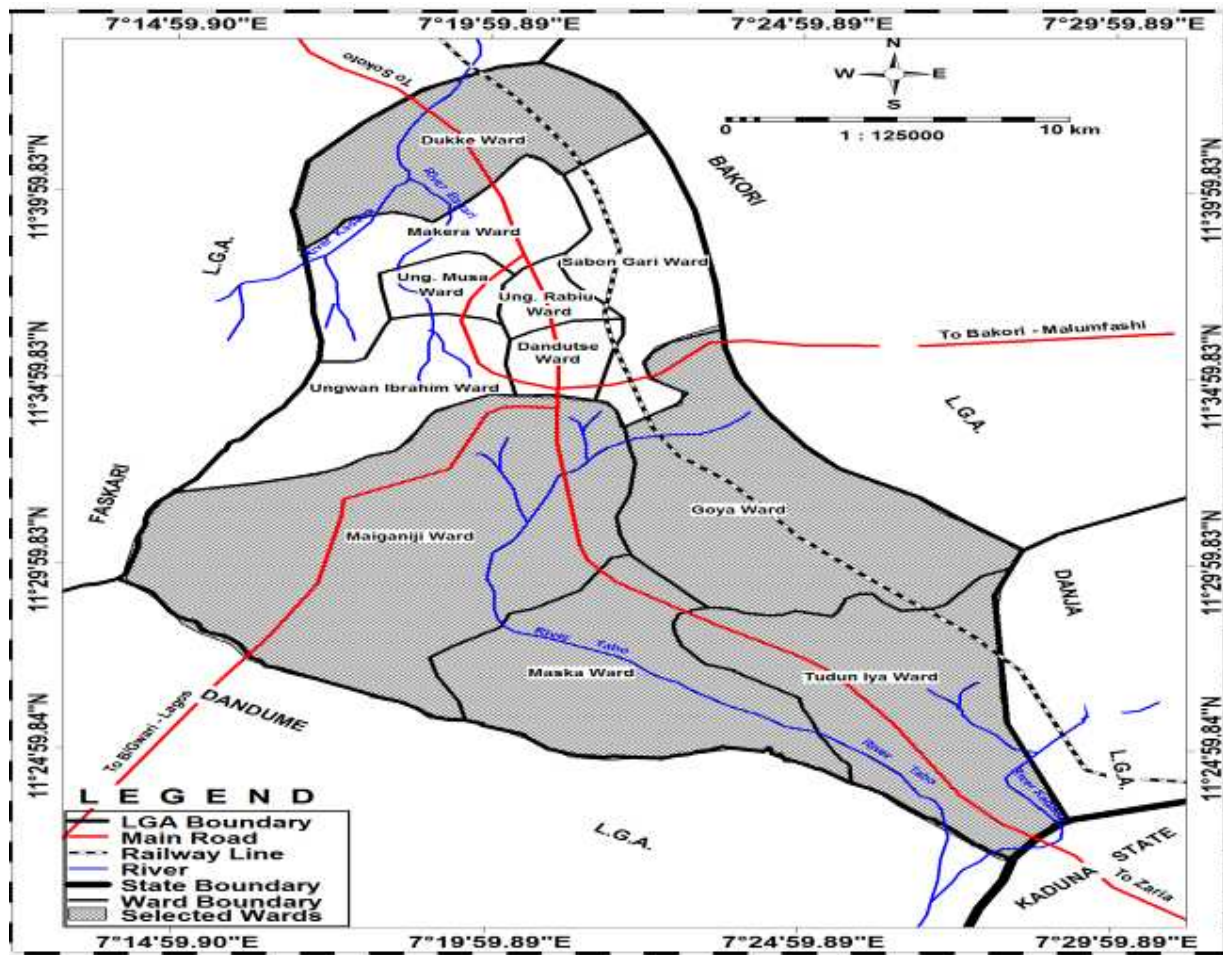 7°14'59.90"E
7°19'59.89"E
7°24'59.89"E
7°29'59.89"E
N
W
E
S
To Sokoto
0
10 km
1 : 125000
Dukke Ward
BAKORI
11°39'59.83"N
11°39'59.83"N
River
River Kadana
Makera Ward
L.G.A.
Sabon Gari Ward
Ung. Musa
Ward
Ung. Rabiu
Ward
To Bakori - Malumfashi
Dandutse
Ward
11°34'59.83"N
11°34'59.83"N
Ungwan Ibrahim Ward
L.G.A.
FASKARI
Goya Ward
Maiganiji Ward
11°29'59.83"N
11°29'59.83"N
DANJA
River Tabo
Maska Ward
Tudun Iya Ward
DANDUME
To B/Gwari - Lagos
11°24'59.84"N
11°24'59.84"N
River Tabo
L.G.A.
River
L.G.A.
KADUNA STATE
To Zaria
LEGEND
LGA Boundary
Main Road
Railway Line
River
State Boundary
Ward Boundary
Selected Wards
7°14'59.90"E
7°19'59.89"E
7°24'59.89"E
7°29'59.89"E